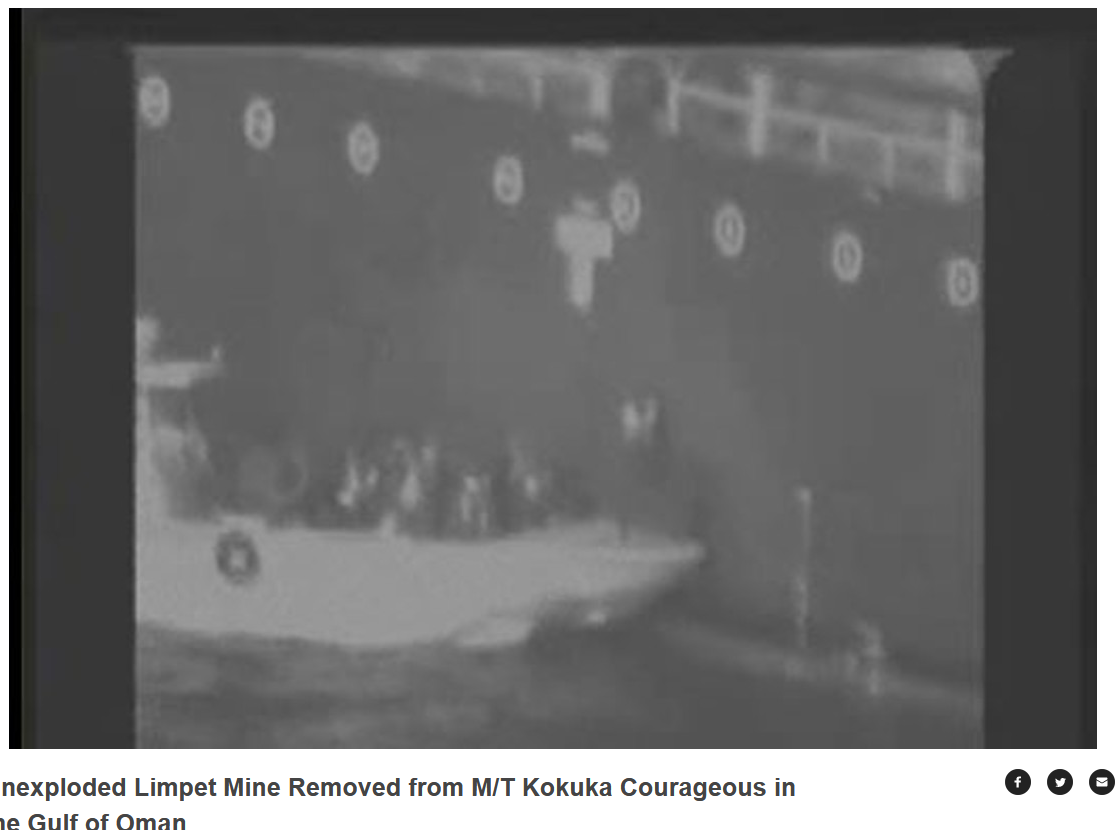 nexploded Limpet Mine Removed from M/T Kokuka Courageous in
he Gulf of Oman